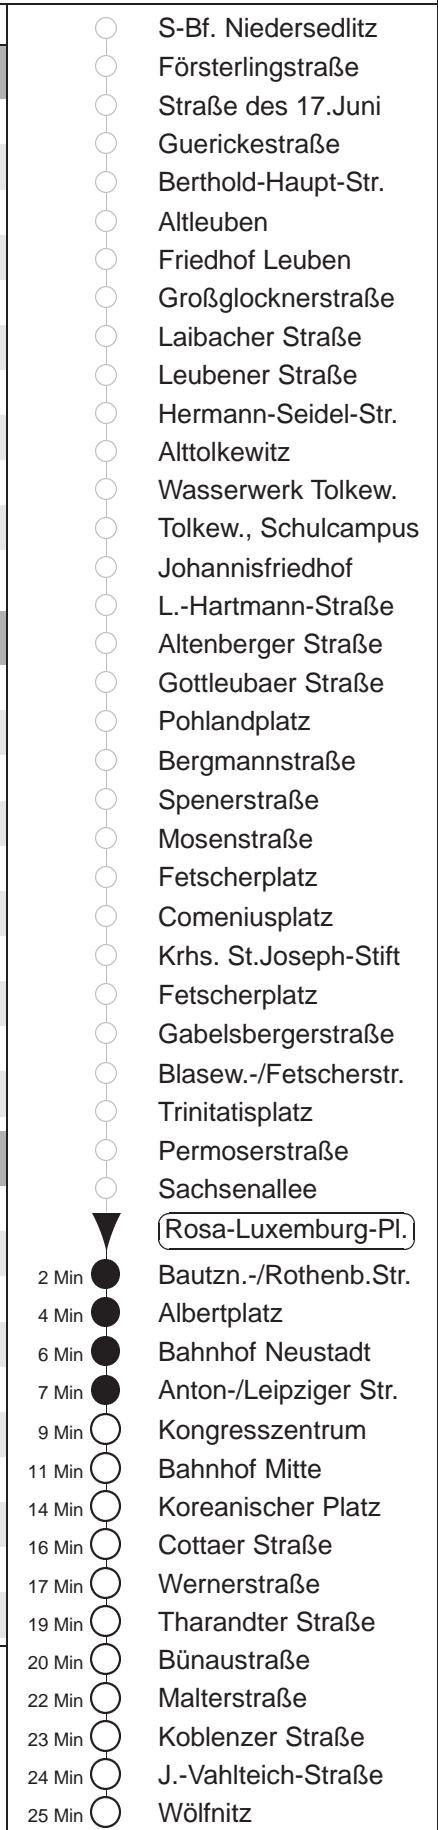 S-Bf. Niedersedlitz
Försterlingstraße
Straße des 17.Juni
Guerickestraße
Berthold-Haupt-Str.
Altleuben
Friedhof Leuben
Großglocknerstraße
Laibacher Straße
Leubener Straße
Hermann-Seidel-Str.
Alttolkewitz
Wasserwerk Tolkew.
Tolkew., Schulcampus
Johannisfriedhof
L.-Hartmann-Straße
Altenberger Straße
Gottleubaer Straße
Pohlandplatz
Bergmannstraße
Spenerstraße
Mosenstraße
Fetscherplatz
Comeniusplatz
Krhs. St.Joseph-Stift
Fetscherplatz
Gabelsbergerstraße
Blasew.-/Fetscherstr.
Trinitatisplatz
Permoserstraße
Sachsenallee
Rosa-Luxemburg-Pl.
2 Min Bautzn.-/Rothenb.Str.
4 Min Albertplatz
6 Min Bahnhof Neustadt
7 Min Anton-/Leipziger Str.
9 Min Kongresszentrum
11 Min Bahnhof Mitte
14 Min Koreanischer Platz
16 Min Cottaer Straße
17 Min Wernerstraße
19 Min Tharandter Straße
20 Min Bünaustraße
22 Min Malterstraße
23 Min Koblenzer Straße
24 Min J.-Vahlteich-Straße
25 Min Wölfnitz